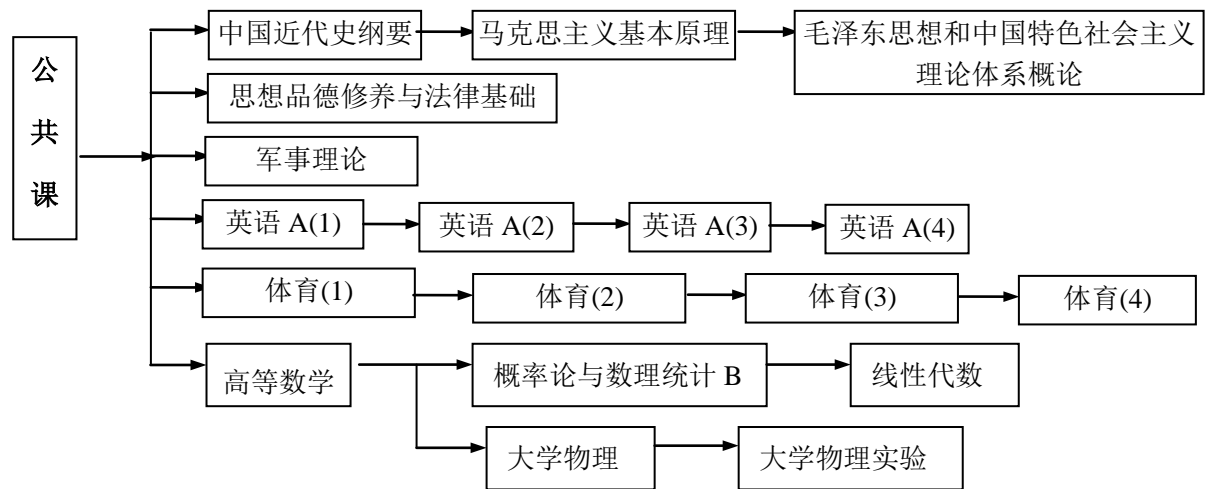 公共课
中国近代史纲要
马克思主义基本原理
毛泽东思想和中国特色社会主义
理论体系概论
思想品德修养与法律基础
军事理论
英语 A(1)
英语 A(2)
英语 A(3)
英语 A(4)
体育(1)
体育(2)
体育(3)
体育(4)
高等数学
概率论与数理统计 B
线性代数
大学物理
大学物理实验